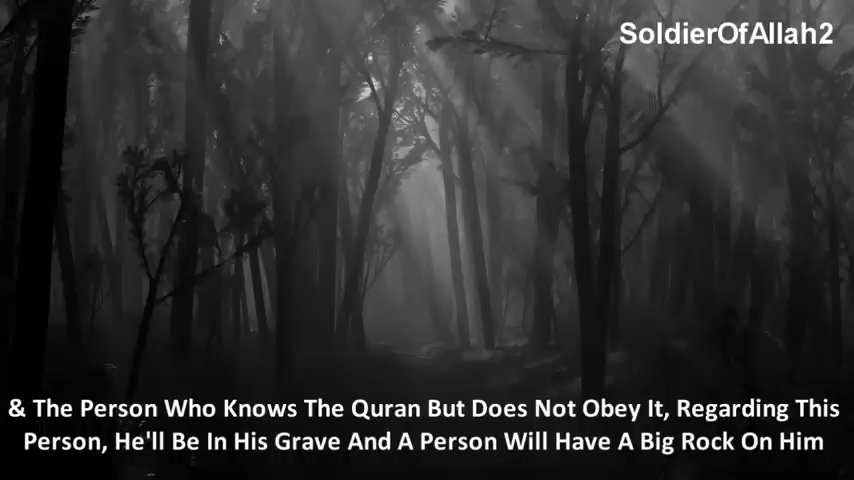 SoldierOfAllah2
& The Person Who Knows The Quran But Does Not Obey It, Regarding This
Person, He'll Be In His Grave And A Person Will Have A Big Rock On Him